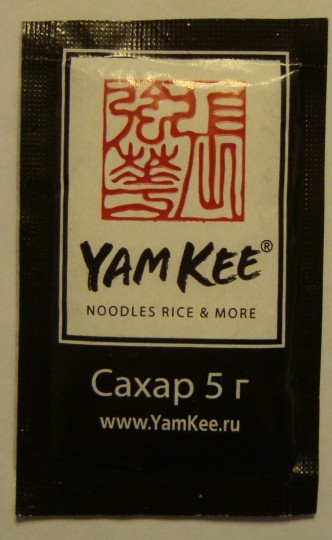 YAM KEE®
NOODLES RICE & MORE
Сахар 5 г
www.YamKee.ru